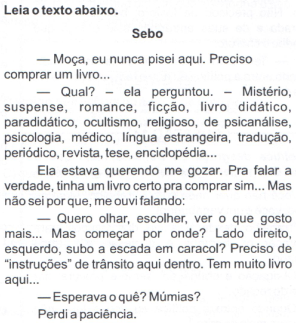 Leia o texto abaixo.
Sebo
— Moça, eu nunca pisei aqui. Preciso
comprar um livro...
— Qual? – ela perguntou. – Mistério,
suspense, romance, ficção, livro didático,
paradidático, ocultismo, religioso, de psicanálise,
psicologia, médico, língua estrangeira, tradução,
periódico, revista, tese, enciclopédia...
Ela estava querendo me gozar. Pra falar a
verdade, tinha um livro certo pra comprar sim... Mas
não sei por que, me ouvi falando:
— Quero olhar, escolher, ver o que gosto
mais... Mas começar por onde? Lado direito,
esquerdo, subo a escada em caracol? Preciso de
“instruções” de trânsito aqui dentro. Tem muito livro
aqui...
— Esperava o quê? Múmias?
Perdi a paciência.